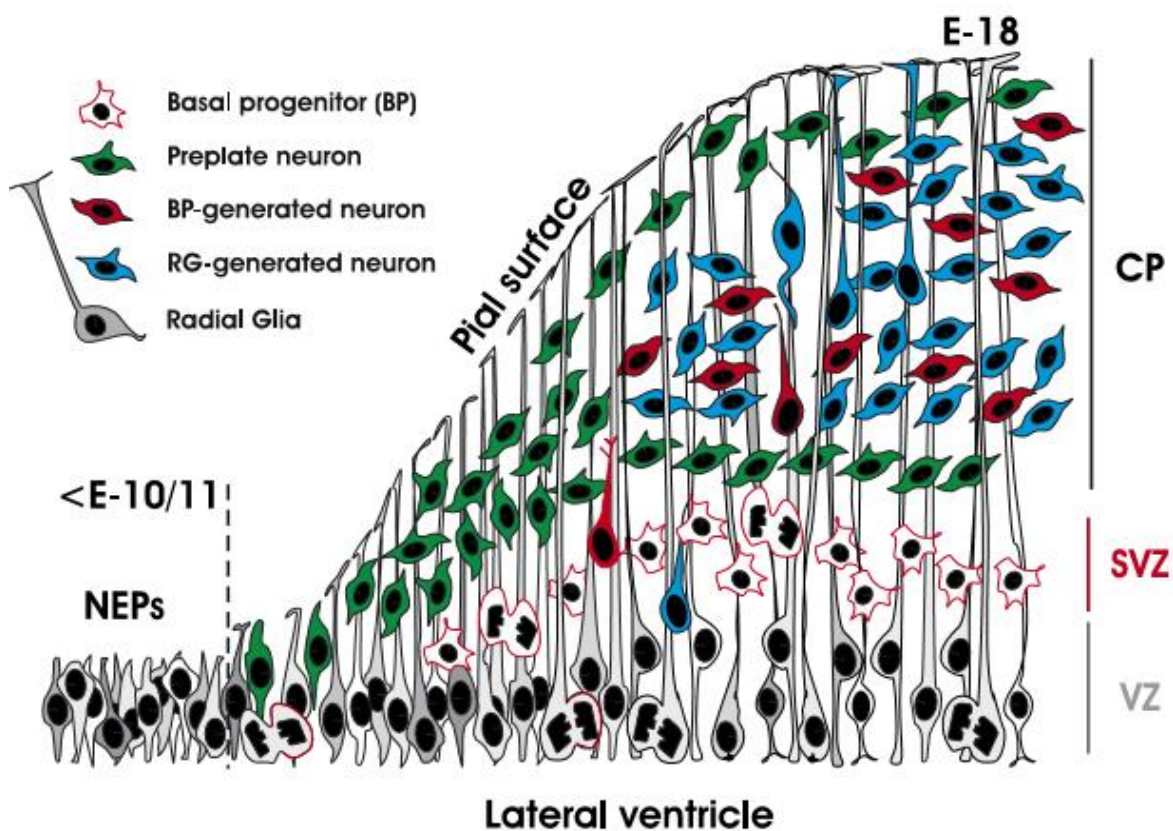 E-18
Basal progenitor (BP)
Preplate neuron
BP-generated neuron
RG-generated neuron
Radial Glia
Pial surface
CP
<E-10/11
NEPs
SVZ
VZ
Lateral ventricle